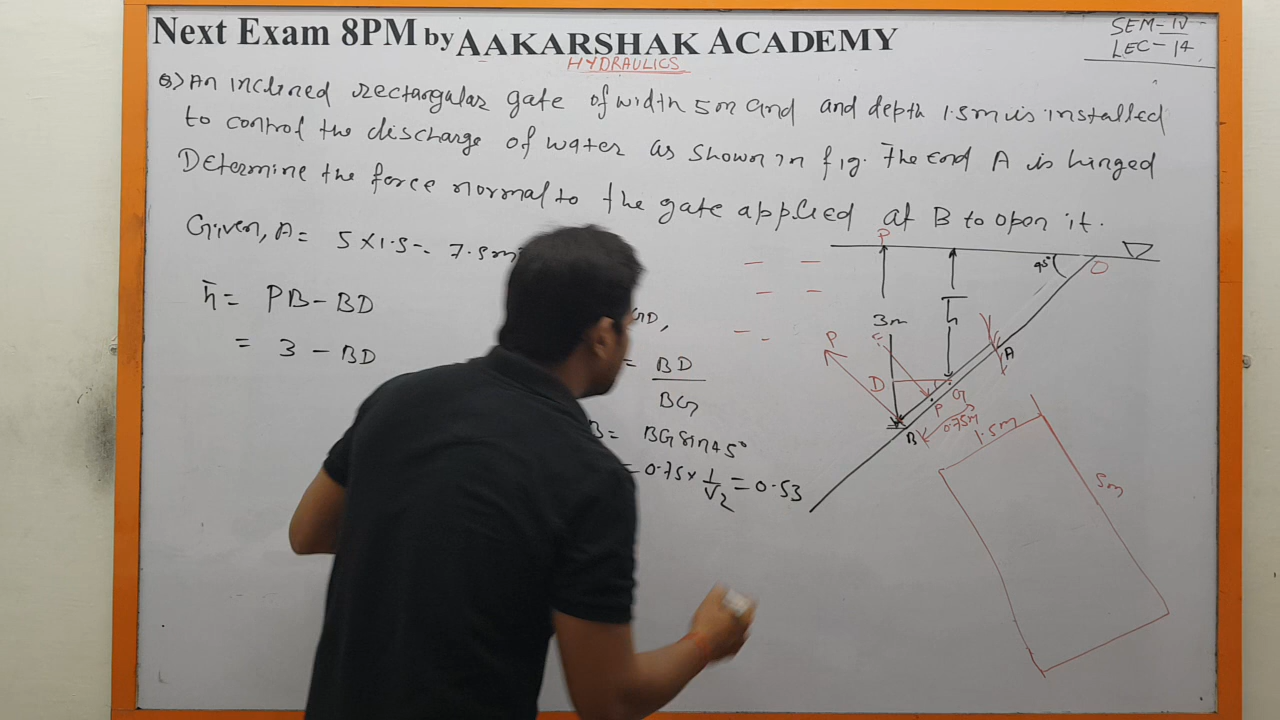 Next Exam 8PM by AAKARSHAK ACADEMY
SEM-IV
LEC-14
HYDRAULICS
Q) An inclined rectangular gate of width 5m and and depth 1.5m is installed
to control the discharge of water as shown in fig. The end A is hinged
Determine the force normal to the gate applied at B to open it.
Given, A = 5 × 1.5 = 7.5m
h̄ = PB - BD
= 3 - BD
GD,
= BD
BG
B = BG sin 45°
= 0.75 × 1/√2 = 0.53
P
45°
O
3m
h̄
P
F
A
D
G
P
B
0.75m
1.5m
5m